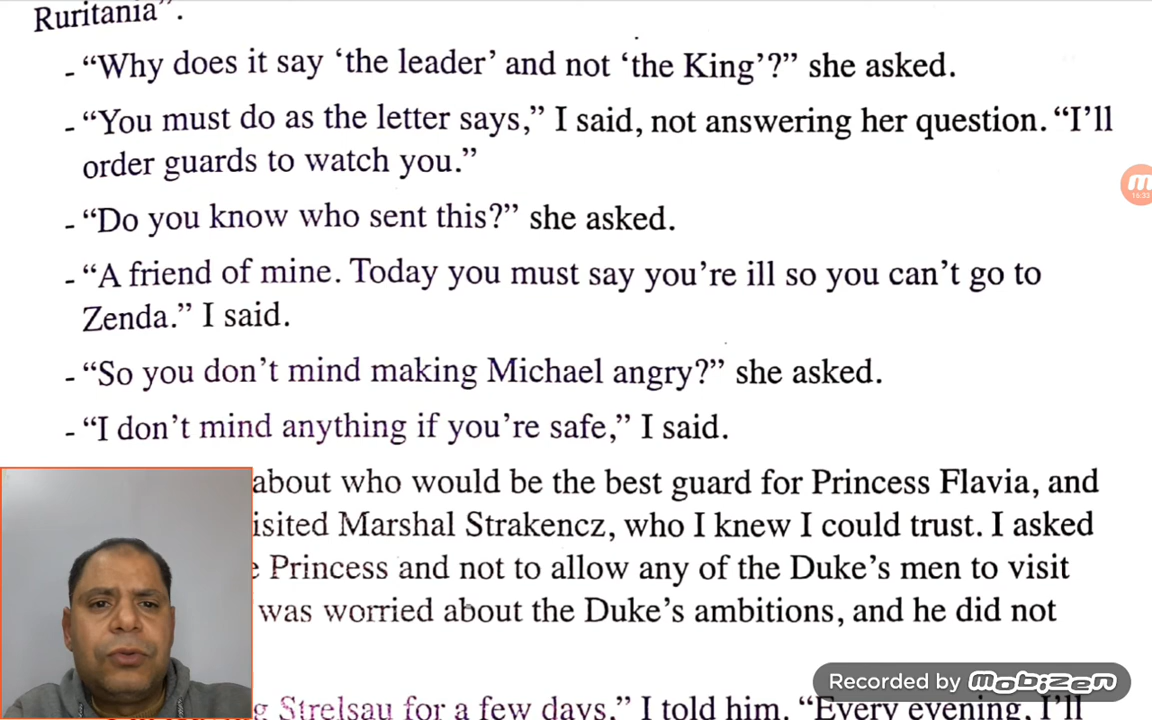 Ruritania”.
- “Why does it say ‘the leader’ and not ‘the King’?” she asked.
- “You must do as the letter says,” I said, not answering her question. “I’ll
order guards to watch you.”
- “Do you know who sent this?” she asked.
- “A friend of mine. Today you must say you’re ill so you can’t go to
Zenda.” I said.
- “So you don’t mind making Michael angry?” she asked.
- “I don’t mind anything if you’re safe,” I said.
about who would be the best guard for Princess Flavia, and
isited Marshal Strakencz, who I knew I could trust. I asked
e Princess and not to allow any of the Duke’s men to visit
was worried about the Duke’s ambitions, and he did not
Strelsau for a few days.” I told him. “Every evening, I’ll
16:33
Recorded by mobizen